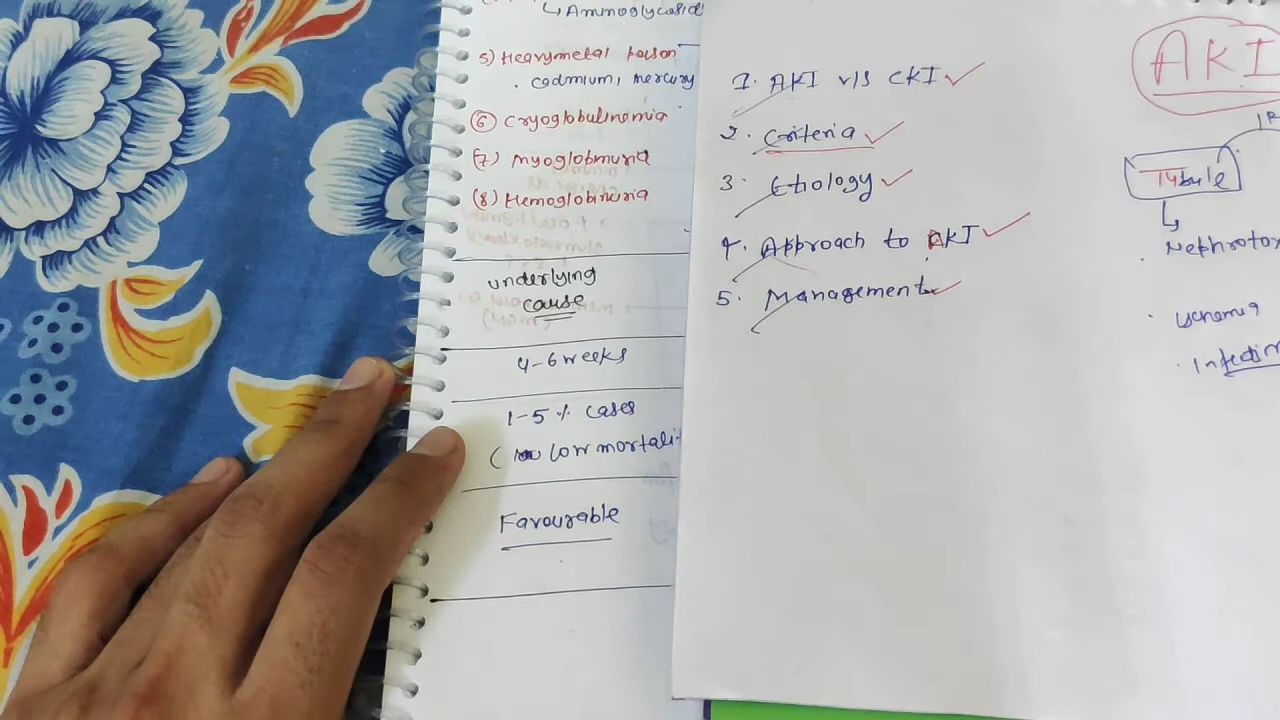 ↳ Aminoglycosid
5) Heavymetal Poison
. cadmium, mercury
⑥ Cryoglobulinemia
(7) Myoglobinuria
(8) Hemoglobinuria
underlying
cause
4-6 weeks
1-5 % cases
( low mortali
Favourable
1. AKI v/s CKI ✓
2. Criteria ✓
3. Etiology ✓
4. Approach to AKI ✓
5. Management ✓
AKI
Tubule
↳
Nephrotox
. Ischemia
. Infection